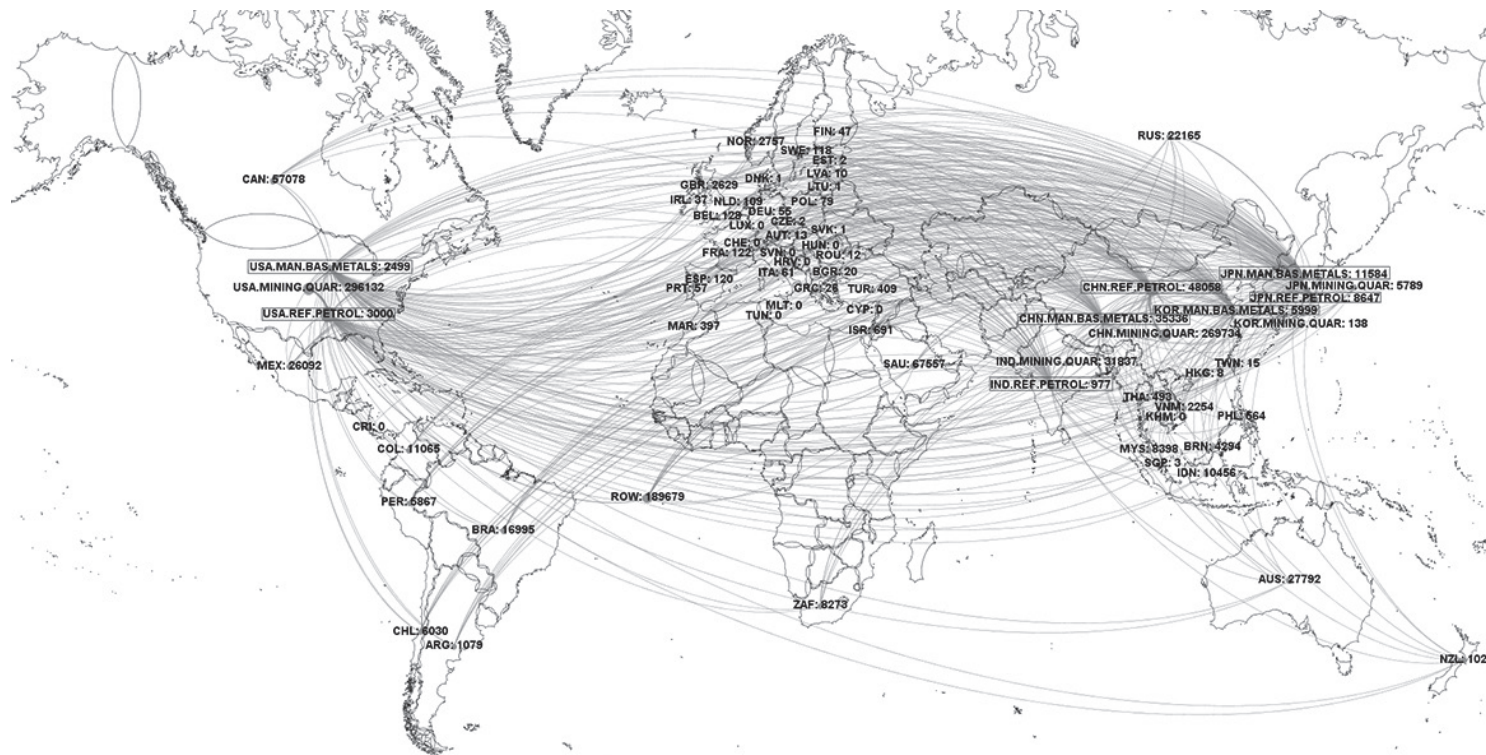 FIN: 47
NOR: 2757
RUS: 22165
SWE: 118
EST: 2
LVA: 10
CAN: 57078
DNK: 1
GBR: 2629
LTU: 1
IRL: 37
NLD: 109
POL: 79
DEU: 55
BEL: 128
CZE: 2
LUX: 0
SVK: 1
AUT: 13
CHE: 0
HUN: 0
FRA: 122
SVN: 0
ROU: 12
HRV: 0
USA.MAN.BAS.METALS: 2499
ITA: 61
BGR: 20
JPN.MAN.BAS.METALS: 11584
ESP: 120
USA.MINING.QUAR: 296132
PRT: 57
GRC: 26
TUR: 409
CHN.REF.PETROL: 48058
JPN.MINING.QUAR: 5789
JPN.REF.PETROL: 8647
MLT: 0
CYP: 0
KOR.MAN.BAS.METALS: 5999
USA.REF.PETROL: 3000
TUN: 0
CHN.MAN.BAS.METALS: 35336
MAR: 397
ISR: 691
KOR.MINING.QUAR: 138
CHN.MINING.QUAR: 269734
MEX: 26092
SAU: 67557
IND.MINING.QUAR: 31837
TWN: 15
HKG: 8
IND.REF.PETROL: 977
THA: 493
VNM: 2254
KHM: 0
PHL: 564
CRI: 0
COL: 11065
MYS: 8398
BRN: 4294
SGP: 3
IDN: 10456
PER: 5867
ROW: 189679
BRA: 16995
AUS: 27792
ZAF: 8273
CHL: 6030
ARG: 1079
NZL: 102